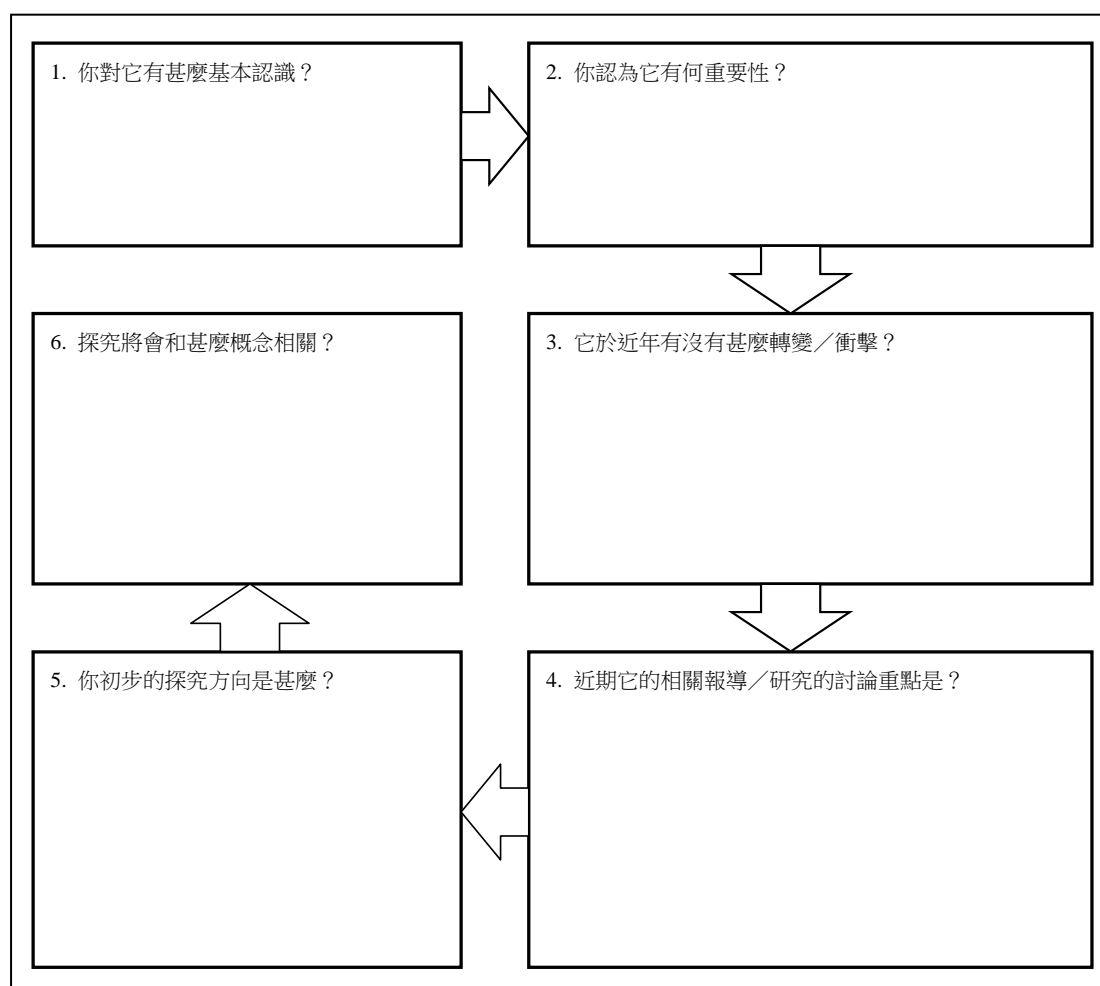 1. 你對它有甚麼基本認識？
2. 你認為它有何重要性？
3. 它於近年有沒有甚麼轉變／衝擊？
4. 近期它的相關報導／研究的討論重點是？
5. 你初步的探究方向是甚麼？
6. 探究將會和甚麼概念相關？